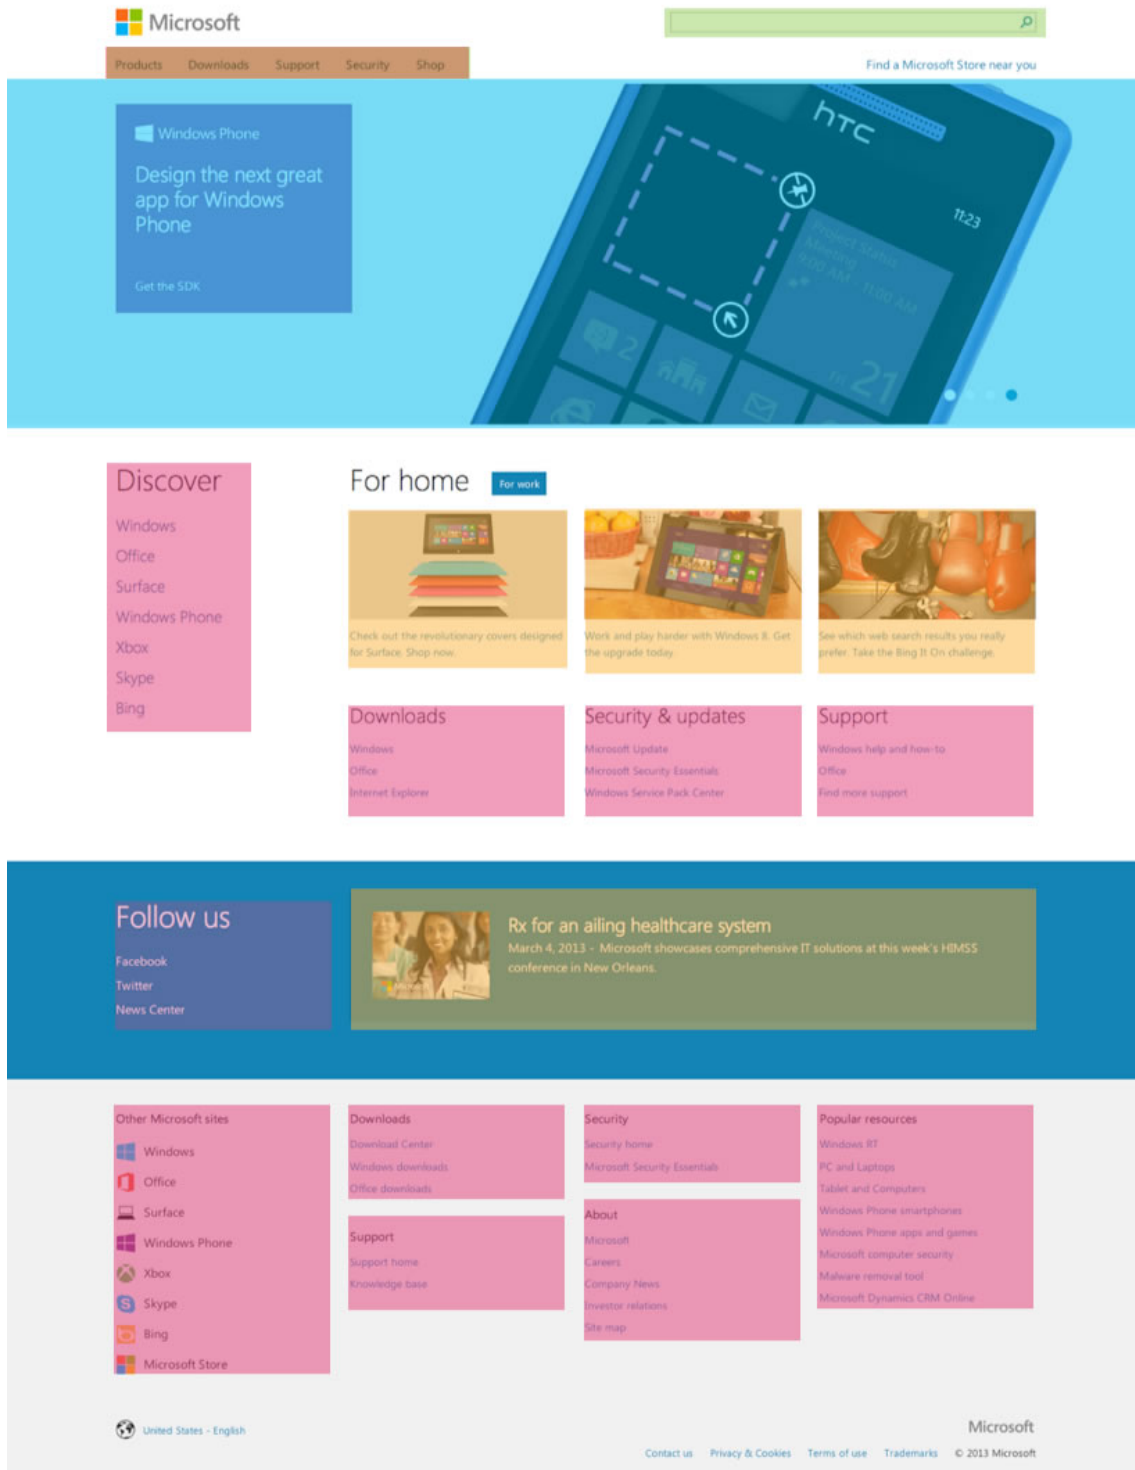 Microsoft
Products Downloads Support Security Shop
Find a Microsoft Store near you
Windows Phone
Design the next great
app for Windows
Phone
Get the SDK
hTC
11:23
Project Status
Meeting
9:00 AM - 11:00 AM
2
FRI 21
Discover
Windows
Office
Surface
Windows Phone
Xbox
Skype
Bing
For home
For work
Check out the revolutionary covers designed
for Surface. Shop now.
Work and play harder with Windows 8. Get
the upgrade today.
See which web search results you really
prefer. Take the Bing It On challenge.
Downloads
Windows
Office
Internet Explorer
Security & updates
Microsoft Update
Microsoft Security Essentials
Windows Service Pack Center
Support
Windows help and how-to
Office
Find more support
Follow us
Facebook
Twitter
News Center
Rx for an ailing healthcare system
March 4, 2013 - Microsoft showcases comprehensive IT solutions at this week's HIMSS
conference in New Orleans.
Other Microsoft sites
Windows
Office
Surface
Windows Phone
Xbox
Skype
Bing
Microsoft Store
Downloads
Download Center
Windows downloads
Office downloads
Support
Support home
Knowledge base
Security
Security home
Microsoft Security Essentials
About
Microsoft
Careers
Company News
Investor relations
Site map
Popular resources
Windows RT
PC and Laptops
Tablet and Computers
Windows Phone smartphones
Windows Phone apps and games
Microsoft computer security
Malware removal tool
Microsoft Dynamics CRM Online
United States - English
Microsoft
Contact us Privacy & Cookies Terms of use Trademarks © 2013 Microsoft